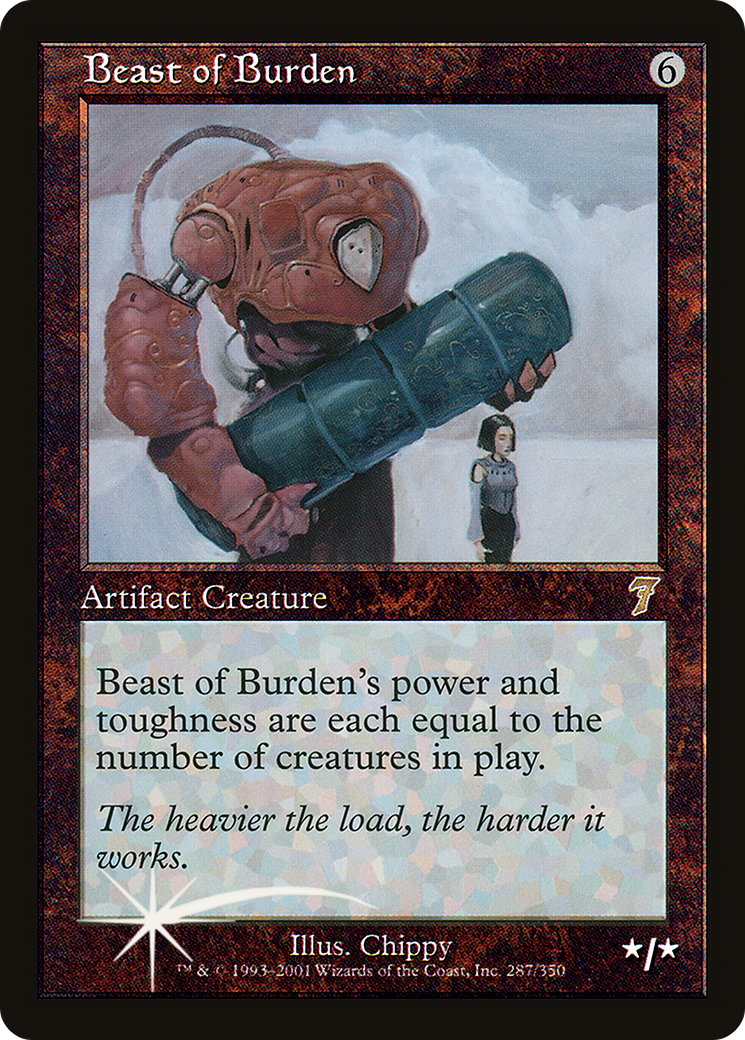 Beast of Burden 6
Artifact Creature 7
Beast of Burden's power and
toughness are each equal to the
number of creatures in play.
The heavier the load, the harder it
works.
Illus. Chippy
★/★
™ & © 1993–2001 Wizards of the Coast, Inc. 287/350